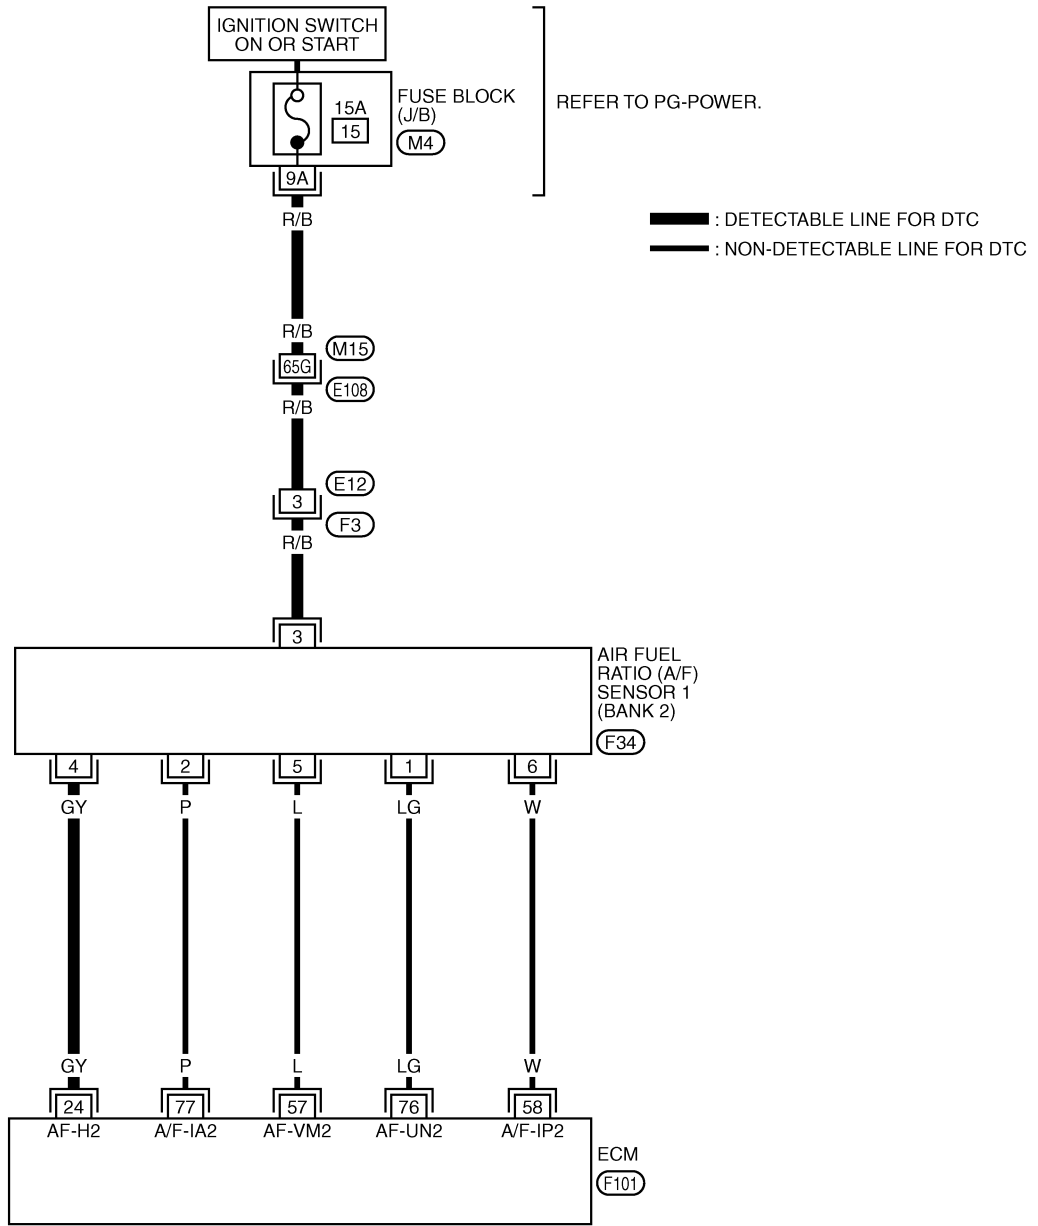 IGNITION SWITCH
ON OR START
FUSE BLOCK
(J/B)
M4
15A
15
REFER TO PG-POWER.
9A
R/B
: DETECTABLE LINE FOR DTC
: NON-DETECTABLE LINE FOR DTC
R/B
M15
65G
E108
R/B
E12
3
F3
R/B
3
AIR FUEL
RATIO (A/F)
SENSOR 1
(BANK 2)
F34
4 2 5 1 6
GY P L LG W
GY P L LG W
24 77 57 76 58
AF-H2 A/F-IA2 AF-VM2 AF-UN2 A/F-IP2
ECM
F101